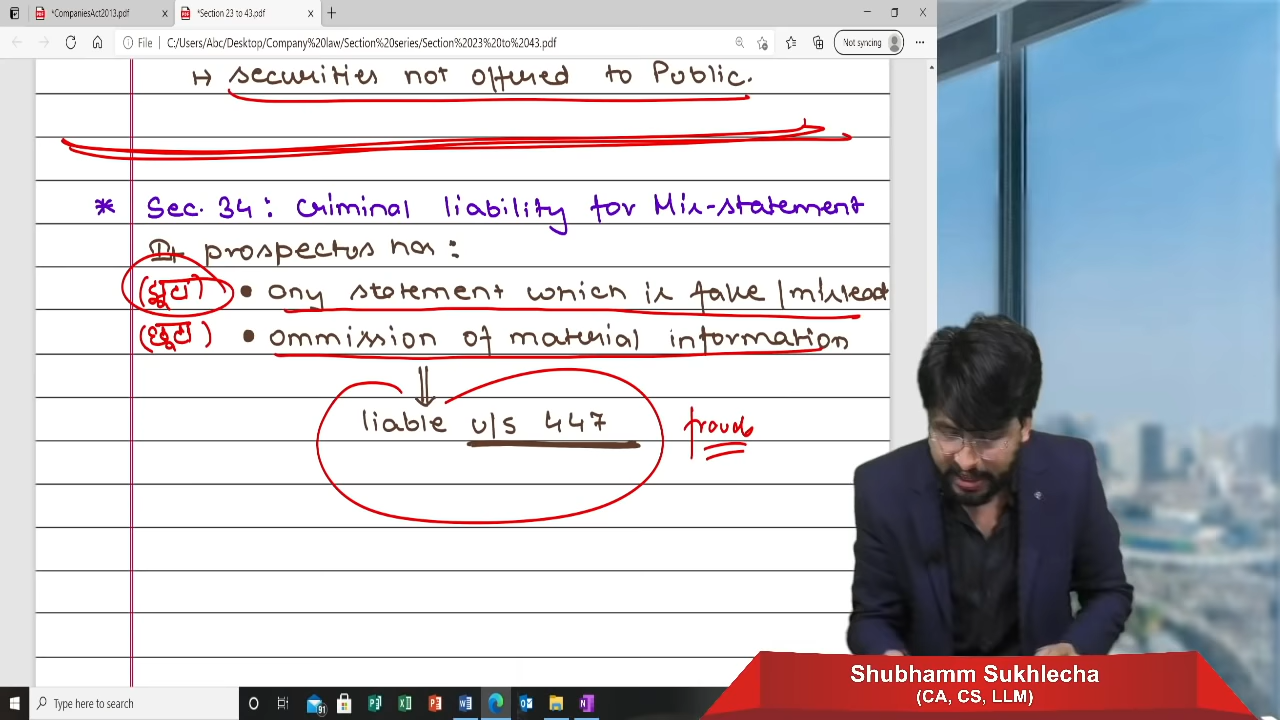 *CompaniesAct2013.pdf
*Section 23 to 43.pdf
File
C:/Users/Abc/Desktop/Company%20law/Section%20series/Section%2023%20to%2043.pdf
Not syncing
↦ securities not offered to Public.
* Sec. 34: Criminal liability for Mis-statement
If prospectus has:
• any statement which is fake / mislead
• ommission of material information
⇓
liable u/s 447
fraud
Shubhamm Sukhlecha
(CA, CS, LLM)
Type here to search
91